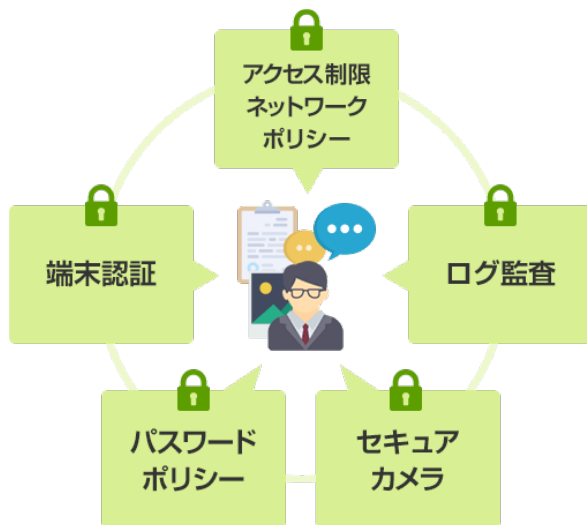 アクセス制限
ネットワーク
ポリシー
端末認証
ログ監査
パスワード
ポリシー
セキュア
カメラ